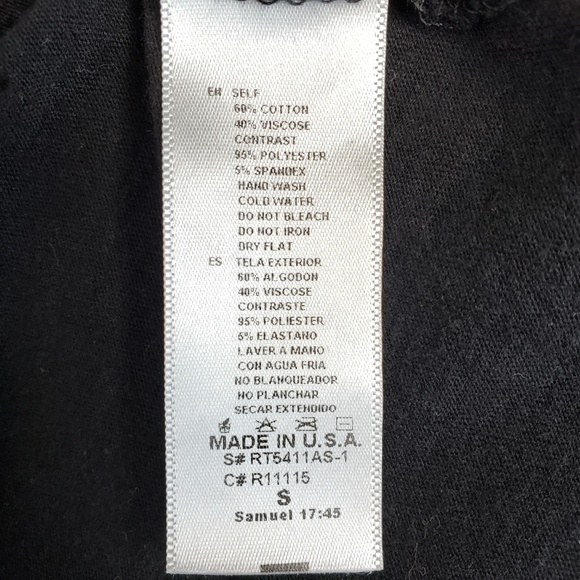 EN SELF
60% COTTON
40% VISCOSE
CONTRAST
95% POLYESTER
5% SPANDEX
HAND WASH
COLD WATER
DO NOT BLEACH
DO NOT IRON
DRY FLAT
ES TELA EXTERIOR
60% ALGODON
40% VISCOSE
CONTRASTE
95% POLIESTER
5% ELASTANO
LAVER A MANO
CON AGUA FRIA
NO BLANQUEADOR
NO PLANCHAR
SECAR EXTENDIDO
MADE IN U.S.A.
S# RT5411AS-1
C# R11115
S
Samuel 17:45